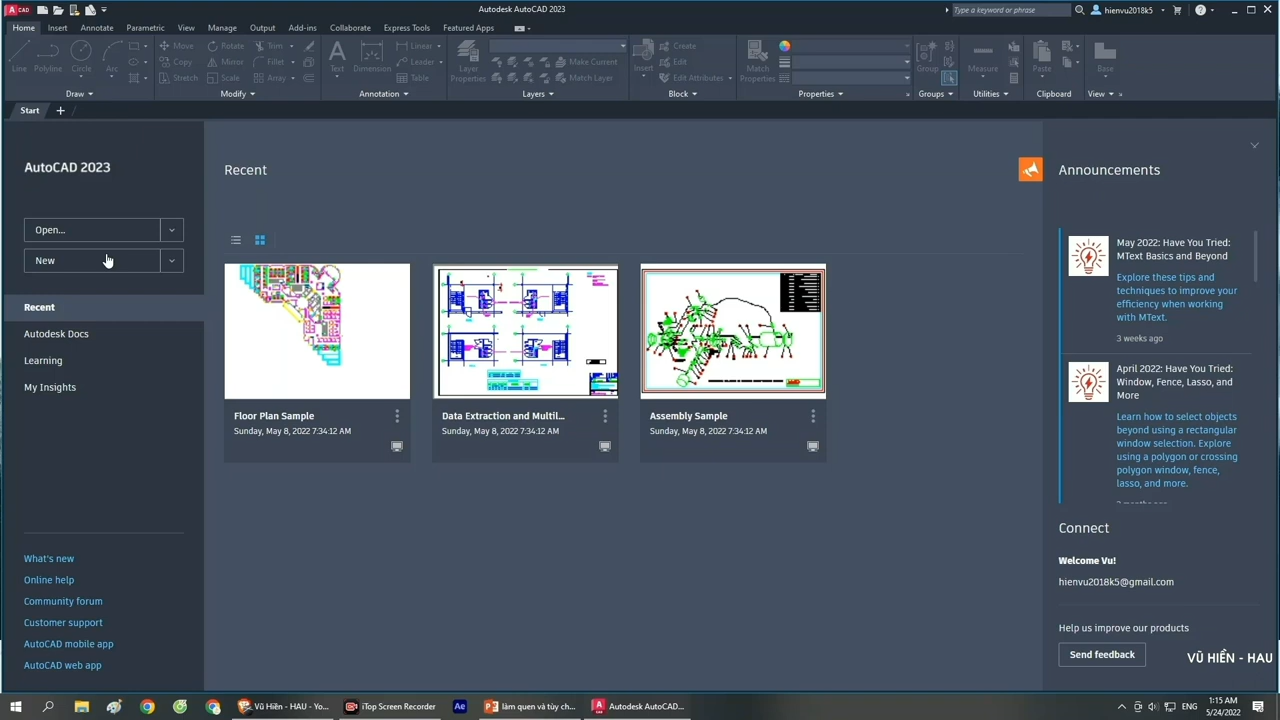 CAD
Autodesk AutoCAD 2023
Type a keyword or phrase
hienvu2018k5
Home Insert Annotate Parametric View Manage Output Add-ins Collaborate Express Tools Featured Apps
Line Polyline Circle Arc
Move Rotate Trim
Copy Mirror Fillet
Stretch Scale Array
Text Dimension
Linear
Leader
Table
Layer Properties
Make Current
Match Layer
Insert
Create
Edit
Edit Attributes
Match Properties
Group
Measure
Paste
Base
Draw Modify Annotation Layers Block Properties Groups Utilities Clipboard View
Start
AutoCAD 2023
Open...
New
Recent
Autodesk Docs
Learning
My Insights
What's new
Online help
Community forum
Customer support
AutoCAD mobile app
AutoCAD web app
Recent
Floor Plan Sample
Sunday, May 8, 2022 7:34:12 AM
Data Extraction and Multil...
Sunday, May 8, 2022 7:34:12 AM
Assembly Sample
Sunday, May 8, 2022 7:34:12 AM
Announcements
May 2022: Have You Tried:
MText Basics and Beyond
Explore these tips and
techniques to improve your
efficiency when working
with MText.
3 weeks ago
April 2022: Have You Tried:
Window, Fence, Lasso, and
More
Learn how to select objects
beyond using a rectangular
window selection. Explore
using a polygon or crossing
polygon window, fence,
lasso, and more.
Connect
Welcome Vu!
hienvu2018k5@gmail.com
Help us improve our products
Send feedback
VŨ HIỂN - HAU
Vũ Hiển - HAU - Yo...
iTop Screen Recorder
Ae
làm quen và tùy ch...
Autodesk AutoCAD...
ENG
1:15 AM
5/24/2022